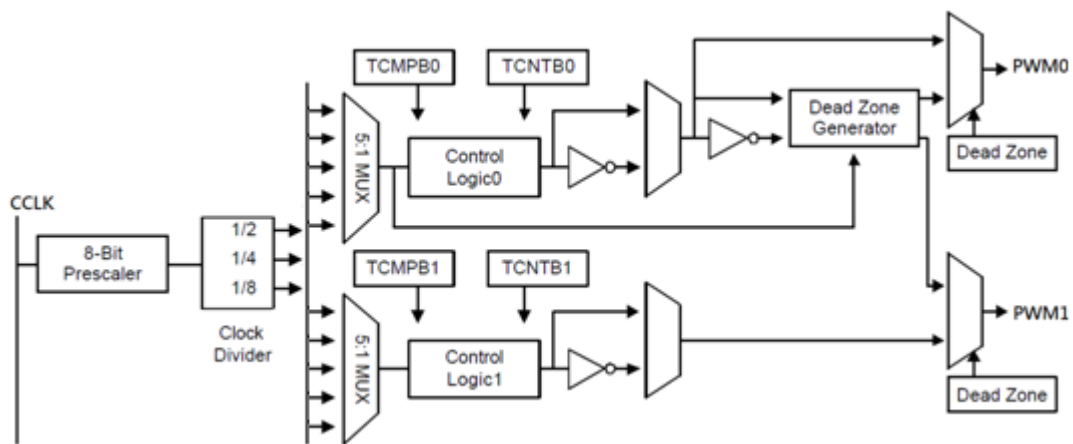 TCMPB0
TCNTB0
5:1 MUX
Control
Logic0
Dead Zone
Generator
PWM0
Dead Zone
CCLK
8-Bit
Prescaler
1/2
1/4
1/8
Clock
Divider
TCMPB1
TCNTB1
5:1 MUX
Control
Logic1
PWM1
Dead Zone